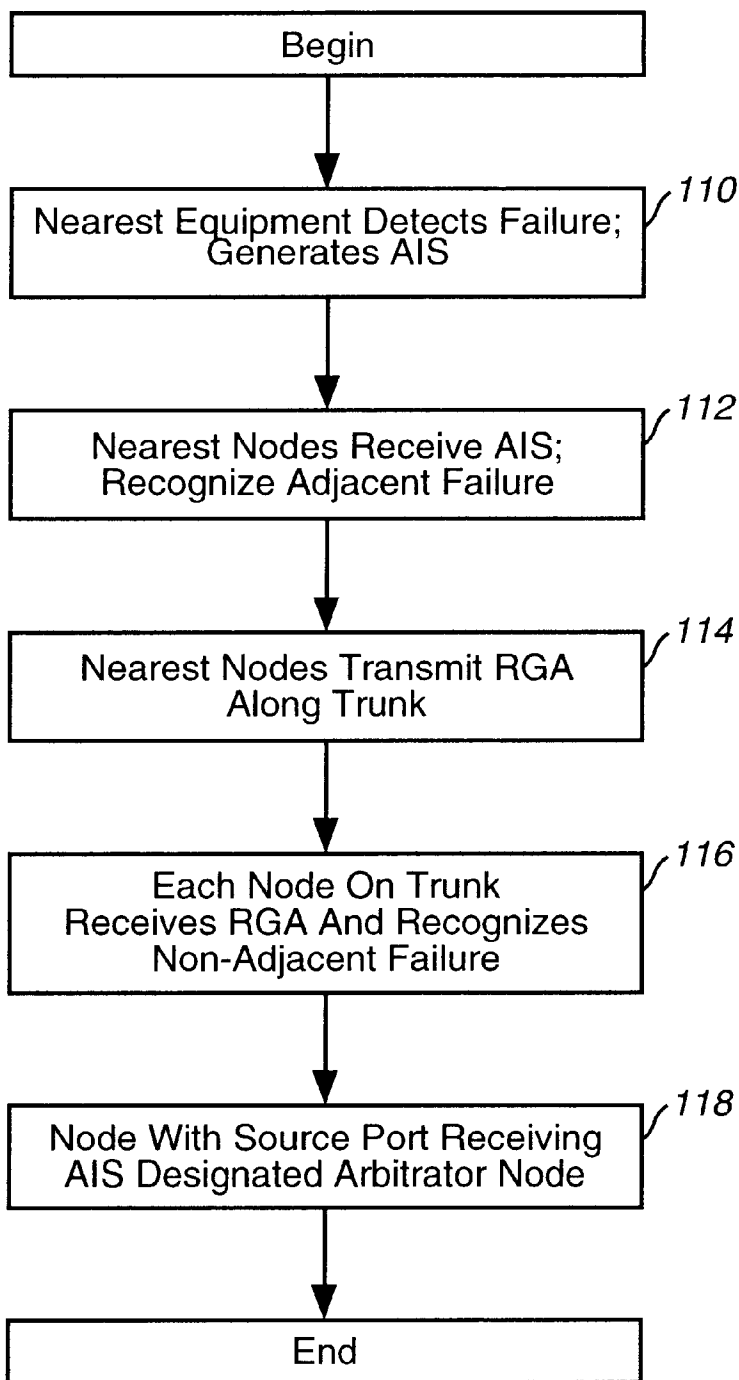 Begin
110
Nearest Equipment Detects Failure;
Generates AIS
112
Nearest Nodes Receive AIS;
Recognize Adjacent Failure
114
Nearest Nodes Transmit RGA
Along Trunk
116
Each Node On Trunk
Receives RGA And Recognizes
Non-Adjacent Failure
118
Node With Source Port Receiving
AIS Designated Arbitrator Node
End